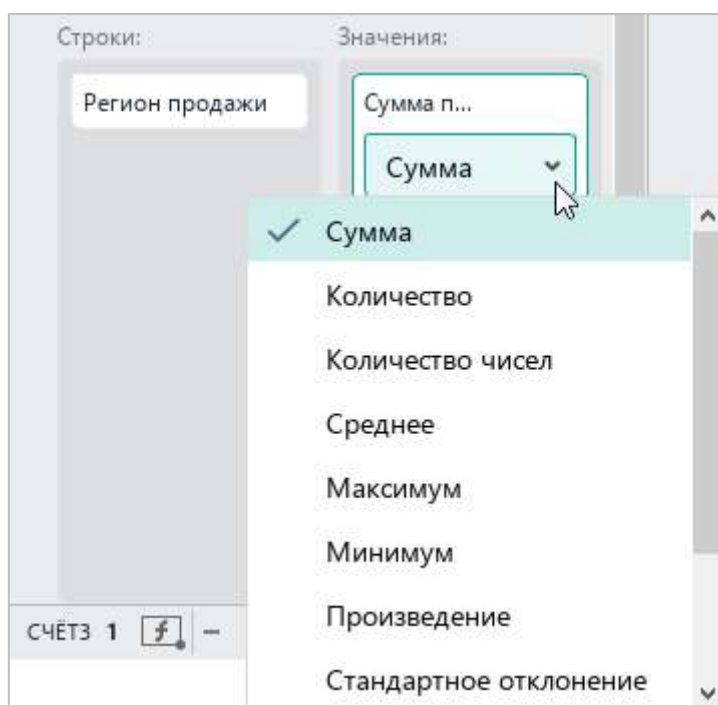 Строки: Значения:
Регион продажи Сумма п...
Сумма
Сумма
Количество
Количество чисел
Среднее
Максимум
Минимум
Произведение
СЧЁТЗ 1 f –
Стандартное отклонение